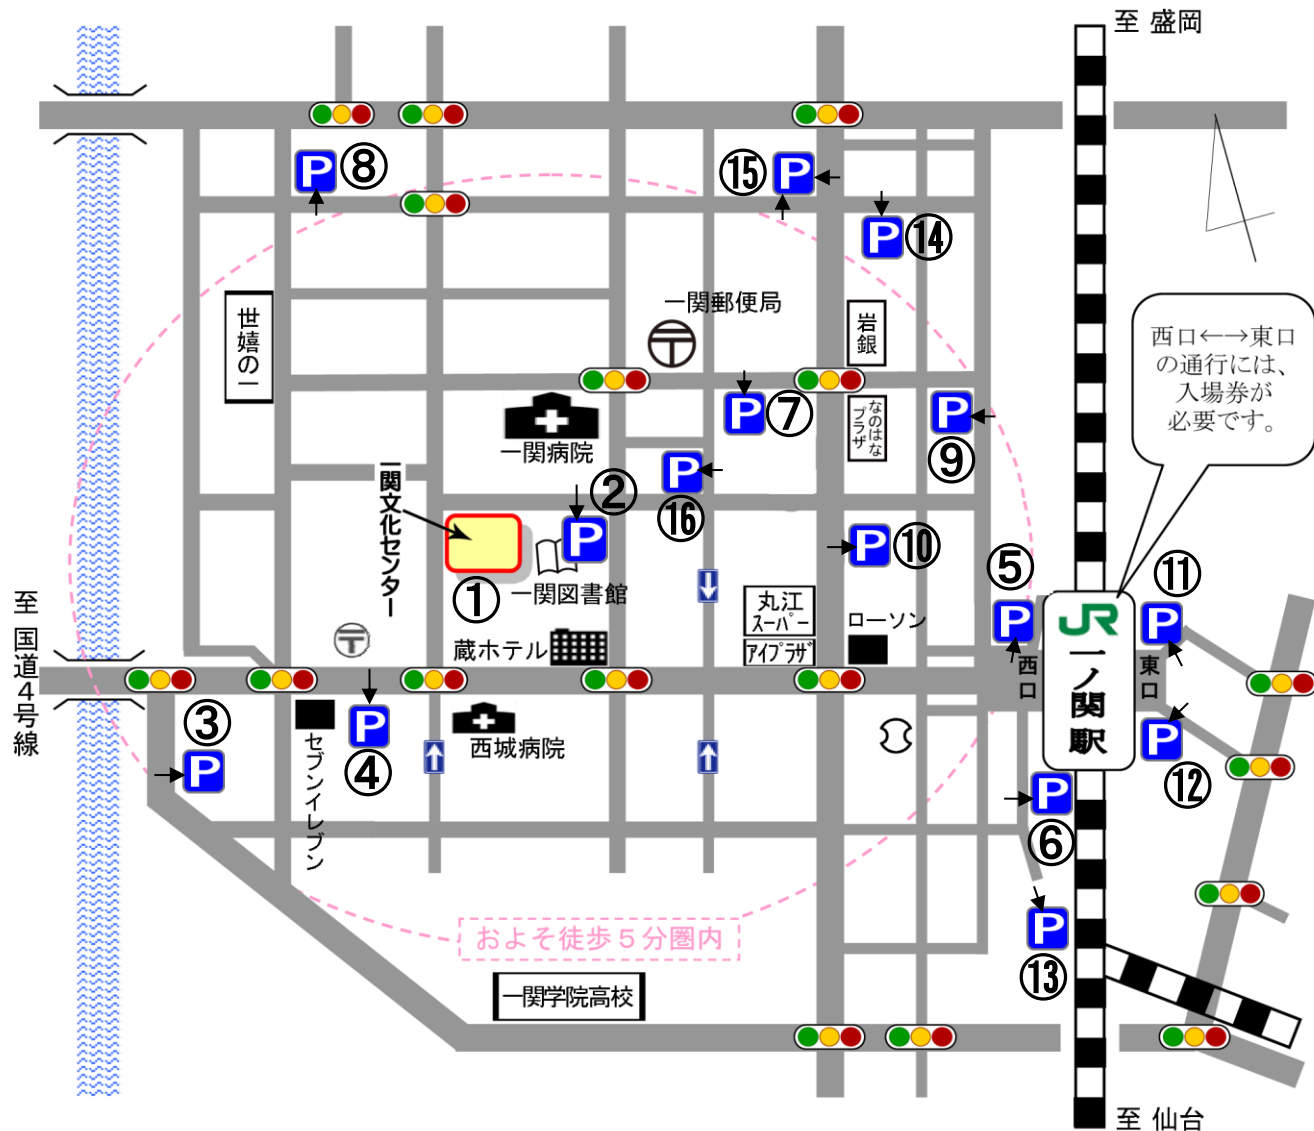 至 盛岡
P ⑧
⑮ P
P ⑭
世嬉の一
一関郵便局
岩銀
西口←→東口
の通行には、
入場券が
必要です。
P ⑦
なのはな
プラザ
P
⑨
一関病院
P
⑯
一関文化センター
②
P
①
一関図書館
P ⑩
⑤
P
⑪
P
JR
一ノ関駅
西口
東口
丸江
スーパー
アイプラザ
ローソン
蔵ホテル
至 国道4号線
③
P
P
④
セブンイレブン
西城病院
P
⑫
P
⑥
P
⑬
およそ徒歩5分圏内
一関学院高校
至 仙台